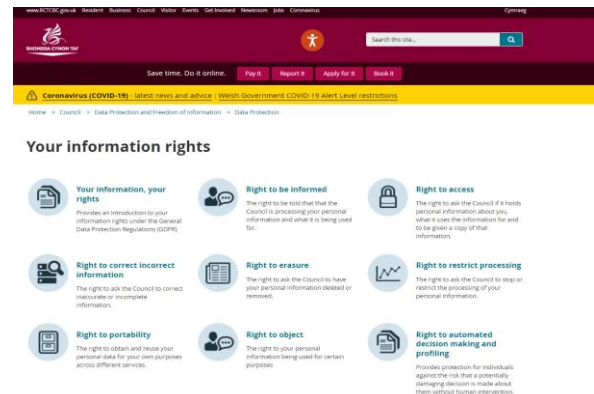 www.RCTCBC.gov.uk Resident Business Council Visitor Events Get Involved Newsroom Jobs Coronavirus Cymraeg
RHONDDA CYNON TAF
Search this site...
Save time. Do it online. Pay It Report It Apply for It Book It
Coronavirus (COVID-19) - latest news and advice | Welsh Government COVID-19 Alert Level restrictions
Home > Council > Data Protection and Freedom of Information > Data Protection
Your information rights
Your information, your
rights
Provides an introduction to your
information rights under the General
Data Protection Regulations (GDPR)
Right to be informed
The right to be told that that the
Council is processing your personal
information and what it is being used
for.
Right to access
The right to ask the Council if it holds
personal information about you,
what it uses the information for and
to be given a copy of that
information.
Right to correct incorrect
information
The right to ask the Council to correct
inaccurate or incomplete
information.
Right to erasure
The right to ask the Council to have
your personal information deleted or
removed.
Right to restrict processing
The right to ask the Council to stop or
restrict the processing of your
personal information.
Right to portability
The right to obtain and reuse your
personal data for your own purposes
across different services.
Right to object
The right to your personal
information being used for certain
purposes
Right to automated
decision making and
profiling
Provides protection for individuals
against the risk that a potentially
damaging decision is made about
them without human intervention